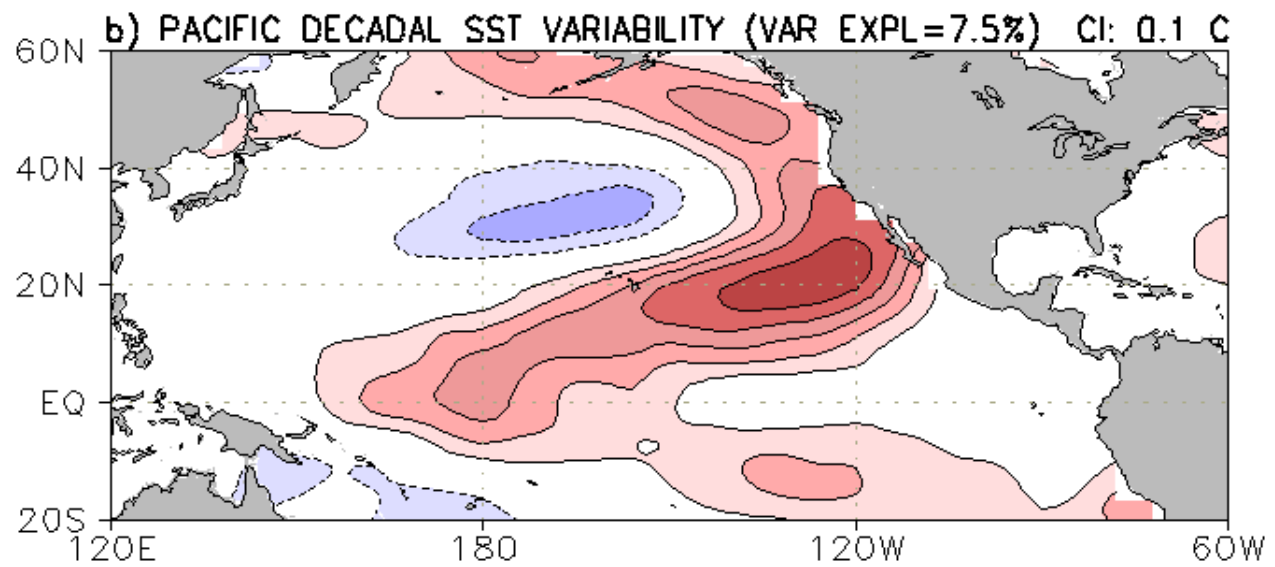 b) PACIFIC DECADAL SST VARIABILITY (VAR EXPL=7.5%) CI: 0.1 C
60N
40N
20N
EQ
20S
120E 180 120W 60W